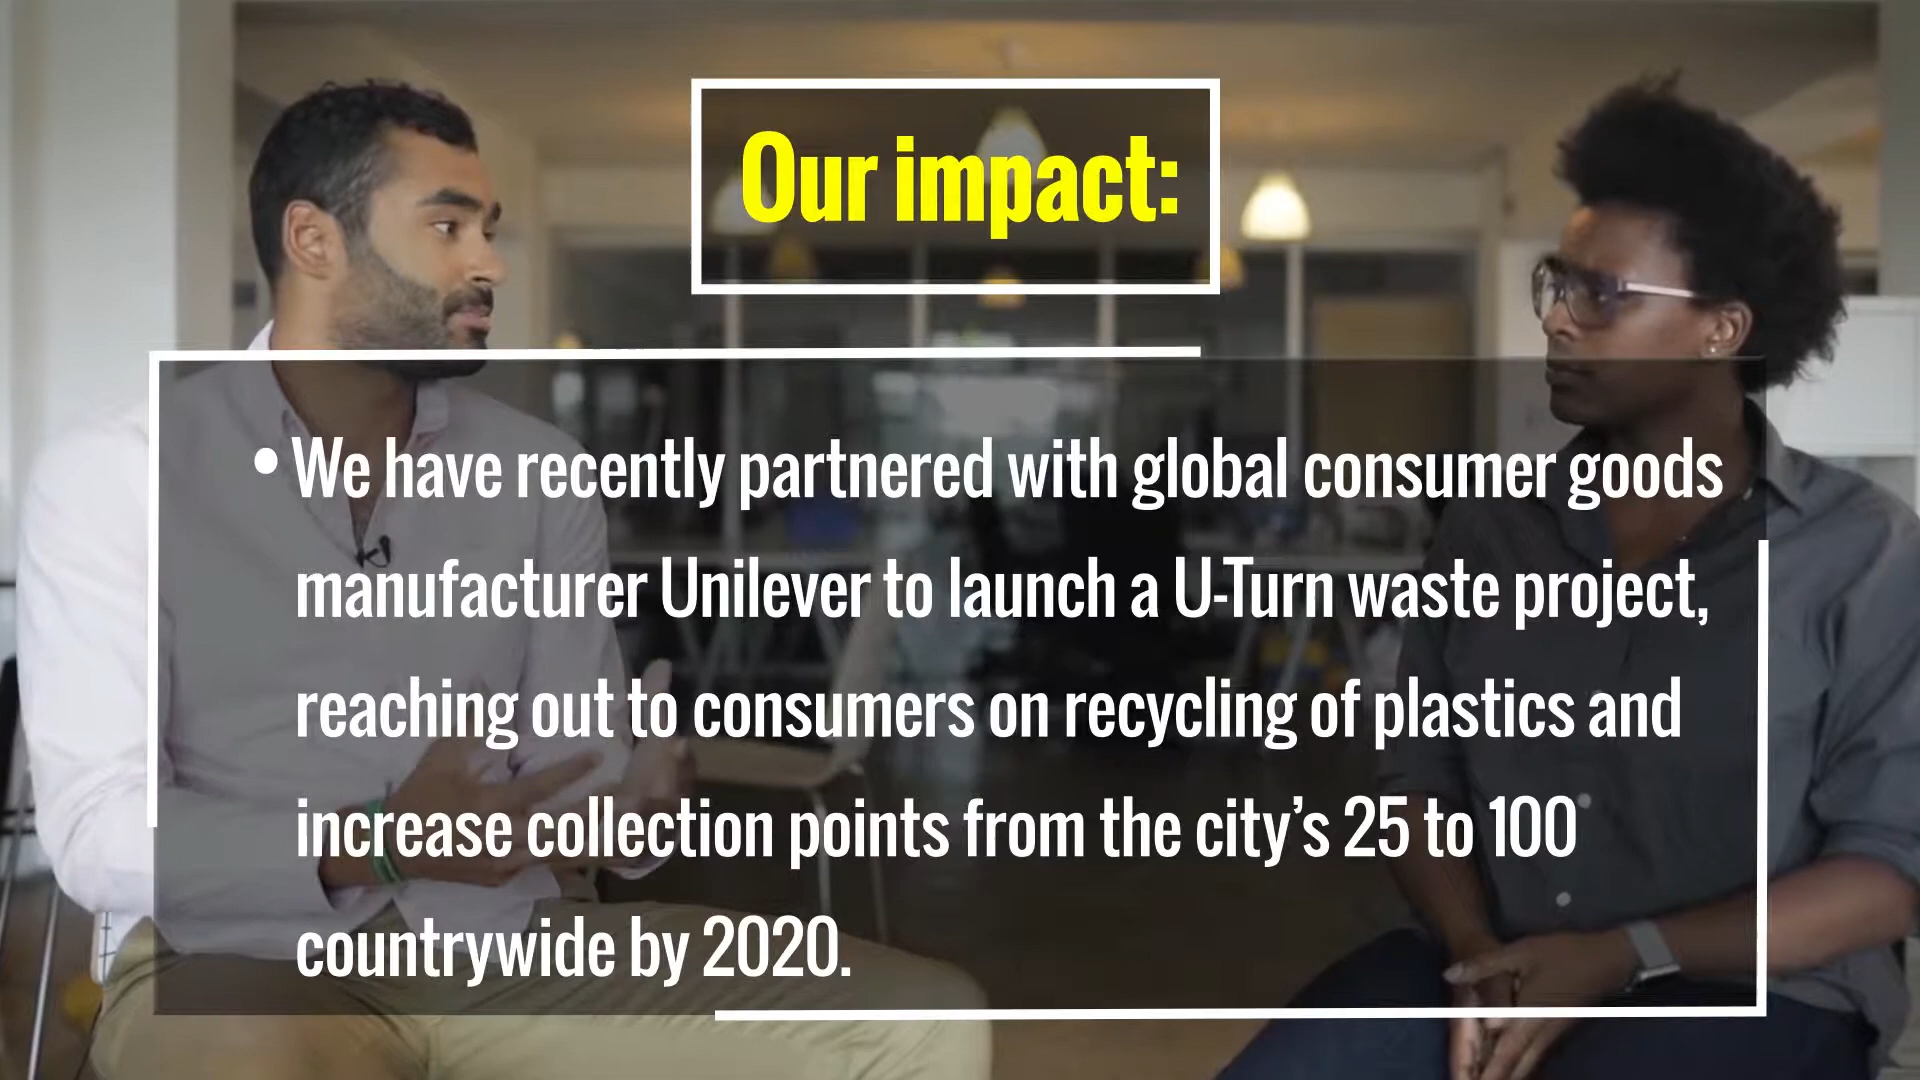 Our impact:
• We have recently partnered with global consumer goods
manufacturer Unilever to launch a U-Turn waste project,
reaching out to consumers on recycling of plastics and
increase collection points from the city’s 25 to 100
countrywide by 2020.